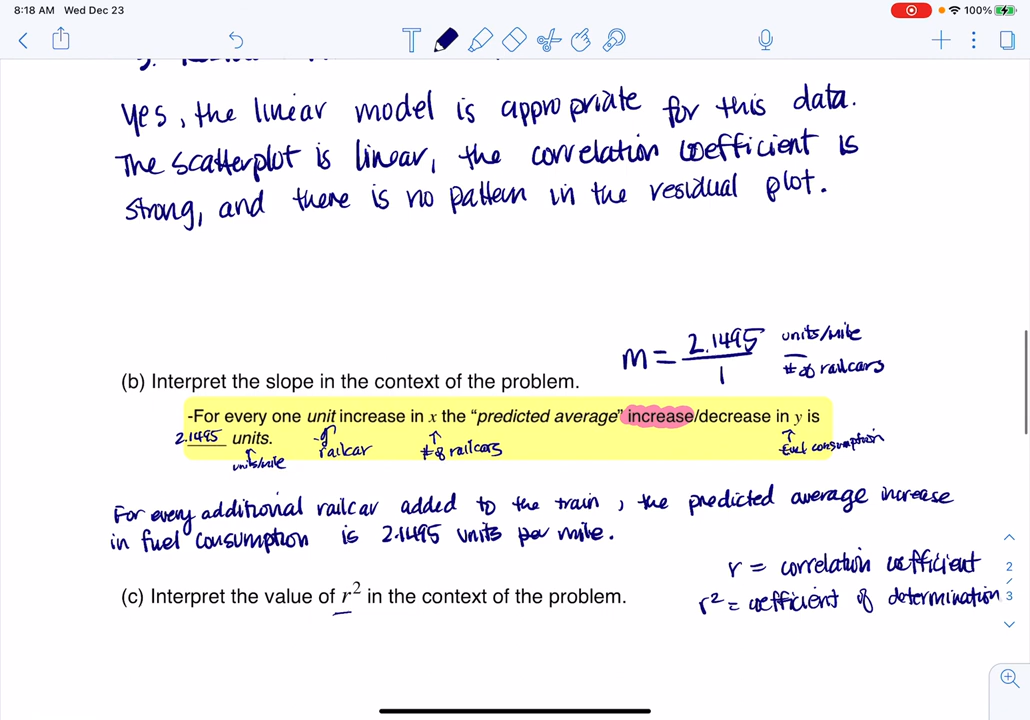 8:18 AM Wed Dec 23
100%
Yes, the linear model is appropriate for this data.
The scatterplot is linear, the correlation coefficient is
strong, and there is no pattern in the residual plot.
m = 2.1495 / 1 units/mile / # of railcars
(b) Interpret the slope in the context of the problem.
-For every one unit increase in x the “predicted average” increase/decrease in y is
2.1495 units.
units/mile
railcar
# of railcars
fuel consumption
For every additional railcar added to the train, the predicted average increase
in fuel consumption is 2.1495 units per mile.
r = correlation coefficient
(c) Interpret the value of r² in the context of the problem.
r² = coefficient of determination
2
/
3